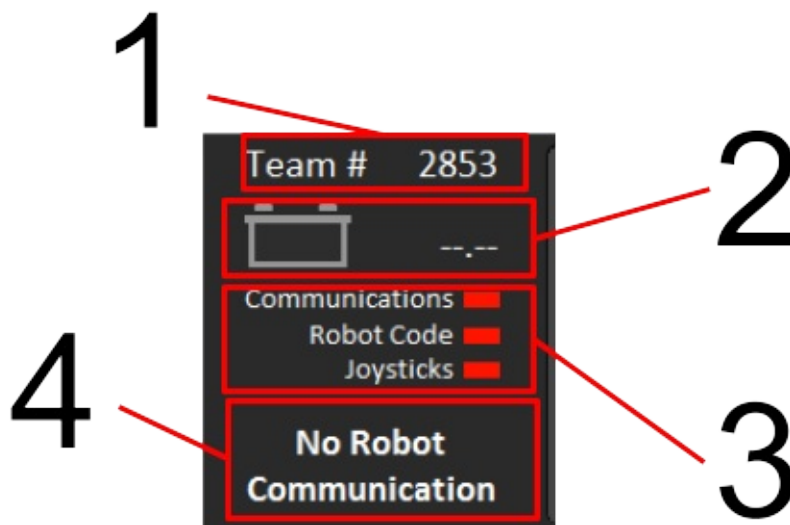 1
Team # 2853
2
--.--
Communications
Robot Code
Joysticks
3
4
No Robot
Communication